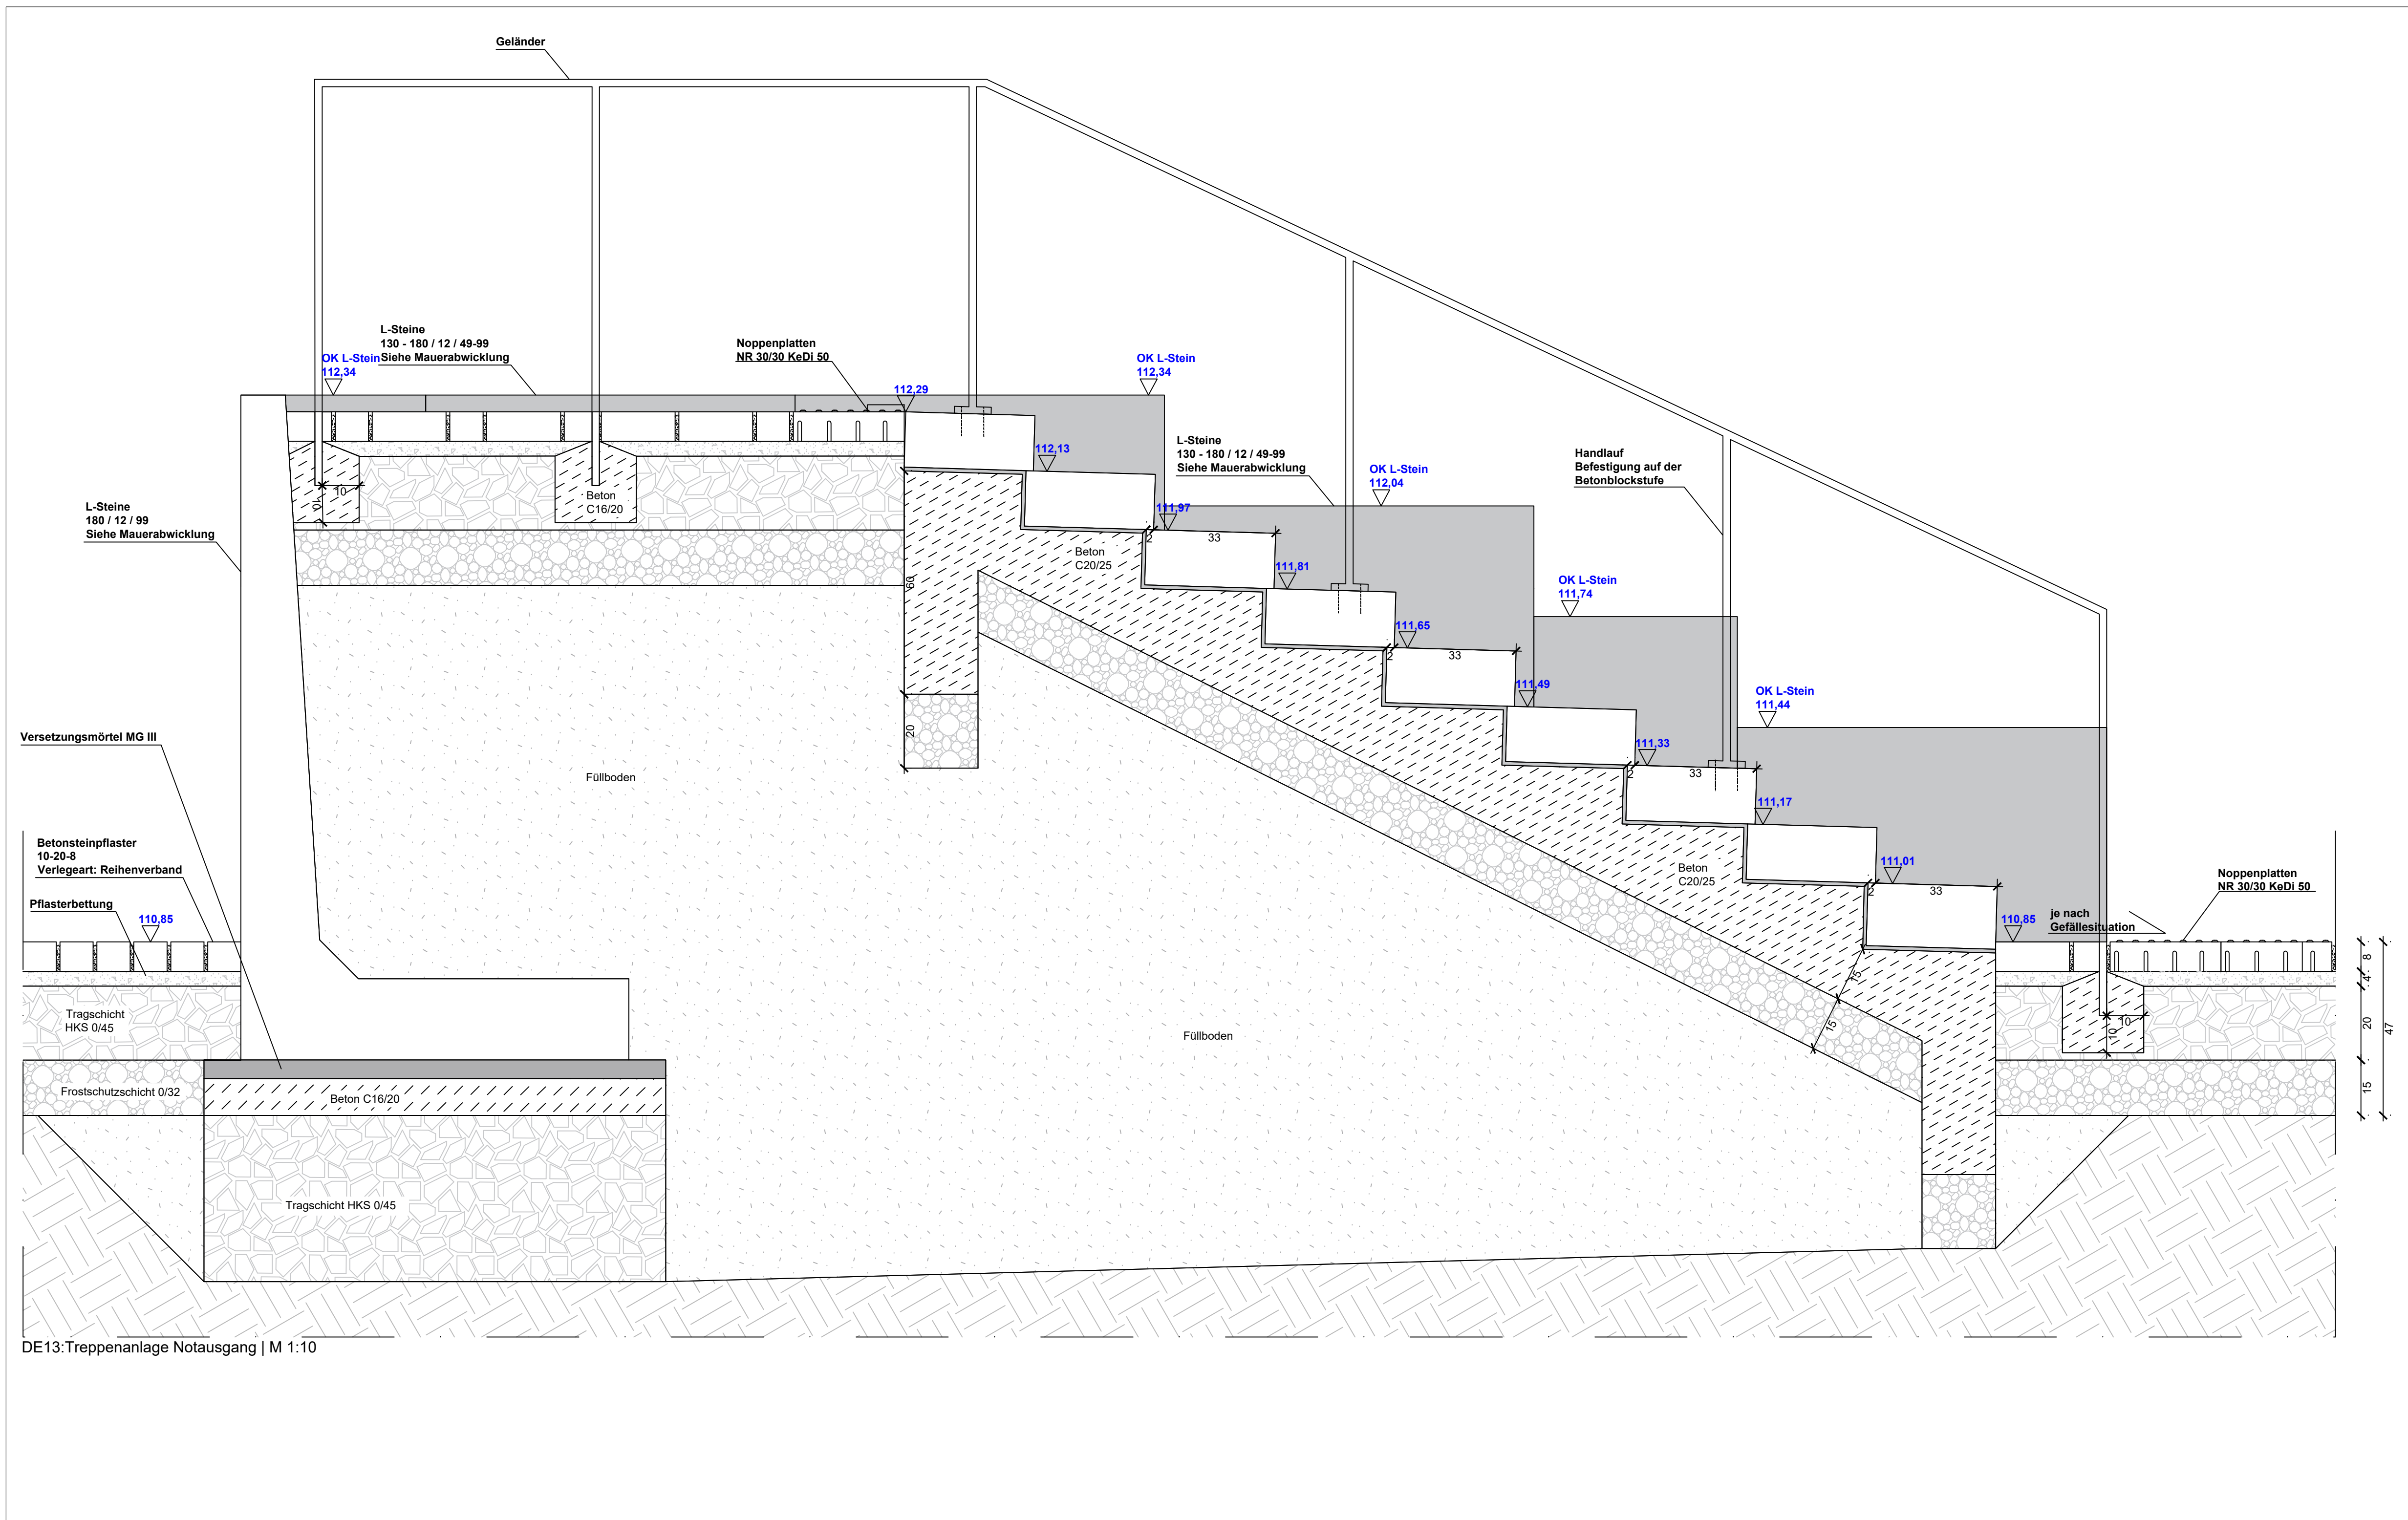 Geländer
L-Steine
130 - 180 / 12 / 49-99
Siehe Mauerabwicklung
OK L-Stein
112,34
Noppenplatten
NR 30/30 KeDi 50
112,29
OK L-Stein
112,34
112,13
L-Steine
130 - 180 / 12 / 49-99
Siehe Mauerabwicklung
OK L-Stein
112,04
Handlauf
Befestigung auf der
Betonblockstufe
10
10
Beton
C16/20
L-Steine
180 / 12 / 99
Siehe Mauerabwicklung
111,97
2
33
Beton
C20/25
60
111,81
OK L-Stein
111,74
111,65
2
33
111,49
OK L-Stein
111,44
20
111,33
2
33
Versetzungsmörtel MG III
Füllboden
111,17
Betonsteinpflaster
10-20-8
Verlegeart: Reihenverband
Pflasterbettung
110,85
Beton
C20/25
111,01
2
33
Noppenplatten
NR 30/30 KeDi 50
110,85
je nach
Gefällesituation
8
4
20
15
47
15
15
10
10
Tragschicht
HKS 0/45
Füllboden
Frostschutzschicht 0/32
Beton C16/20
Tragschicht HKS 0/45
DE13:Treppenanlage Notausgang | M 1:10